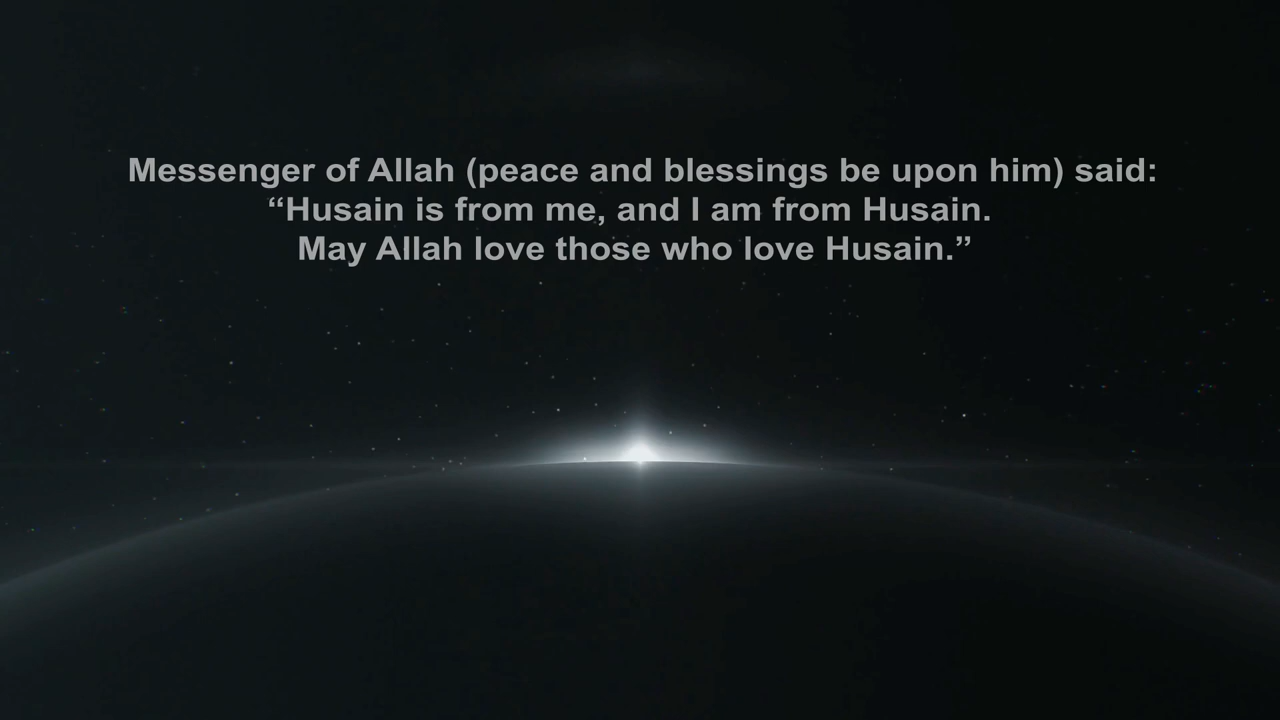 Messenger of Allah (peace and blessings be upon him) said:
“Husain is from me, and I am from Husain.
May Allah love those who love Husain.”